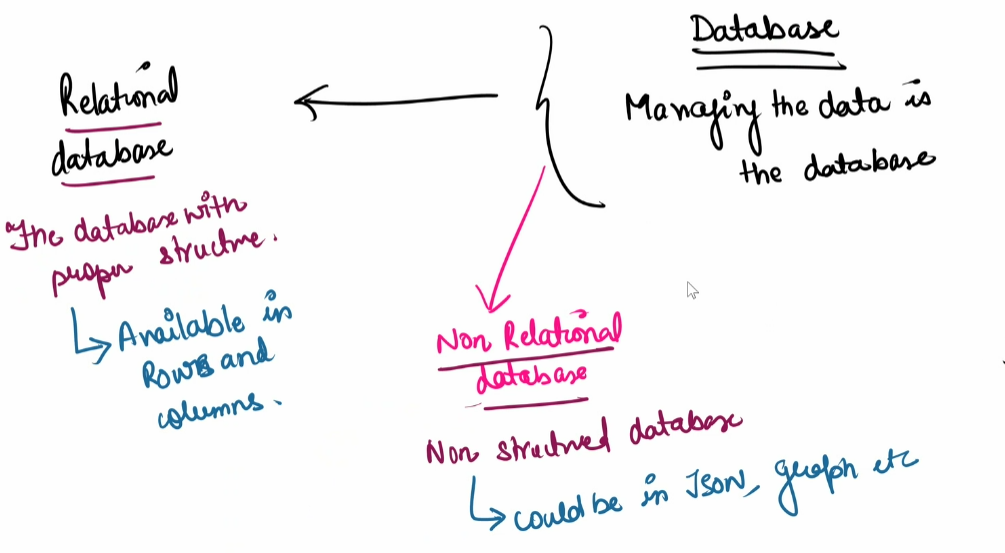 Database
Managing the data is
the database
Relational
database
The database with
proper structure.
Available in
Rows and
columns.
Non Relational
database
Non structured database
could be in Json, graph etc